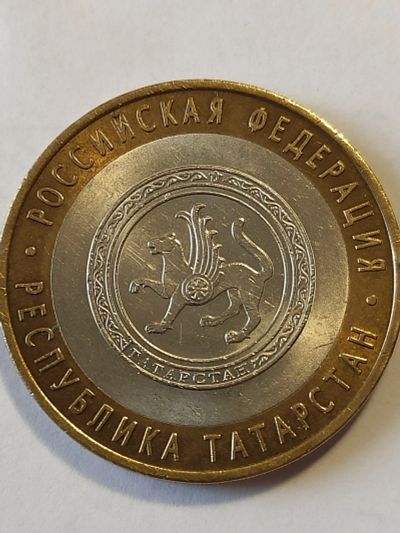 РОССИЙСКАЯ ФЕДЕРАЦИЯ
• РЕСПУБЛИКА ТАТАРСТАН •
ТАТАРСТАН